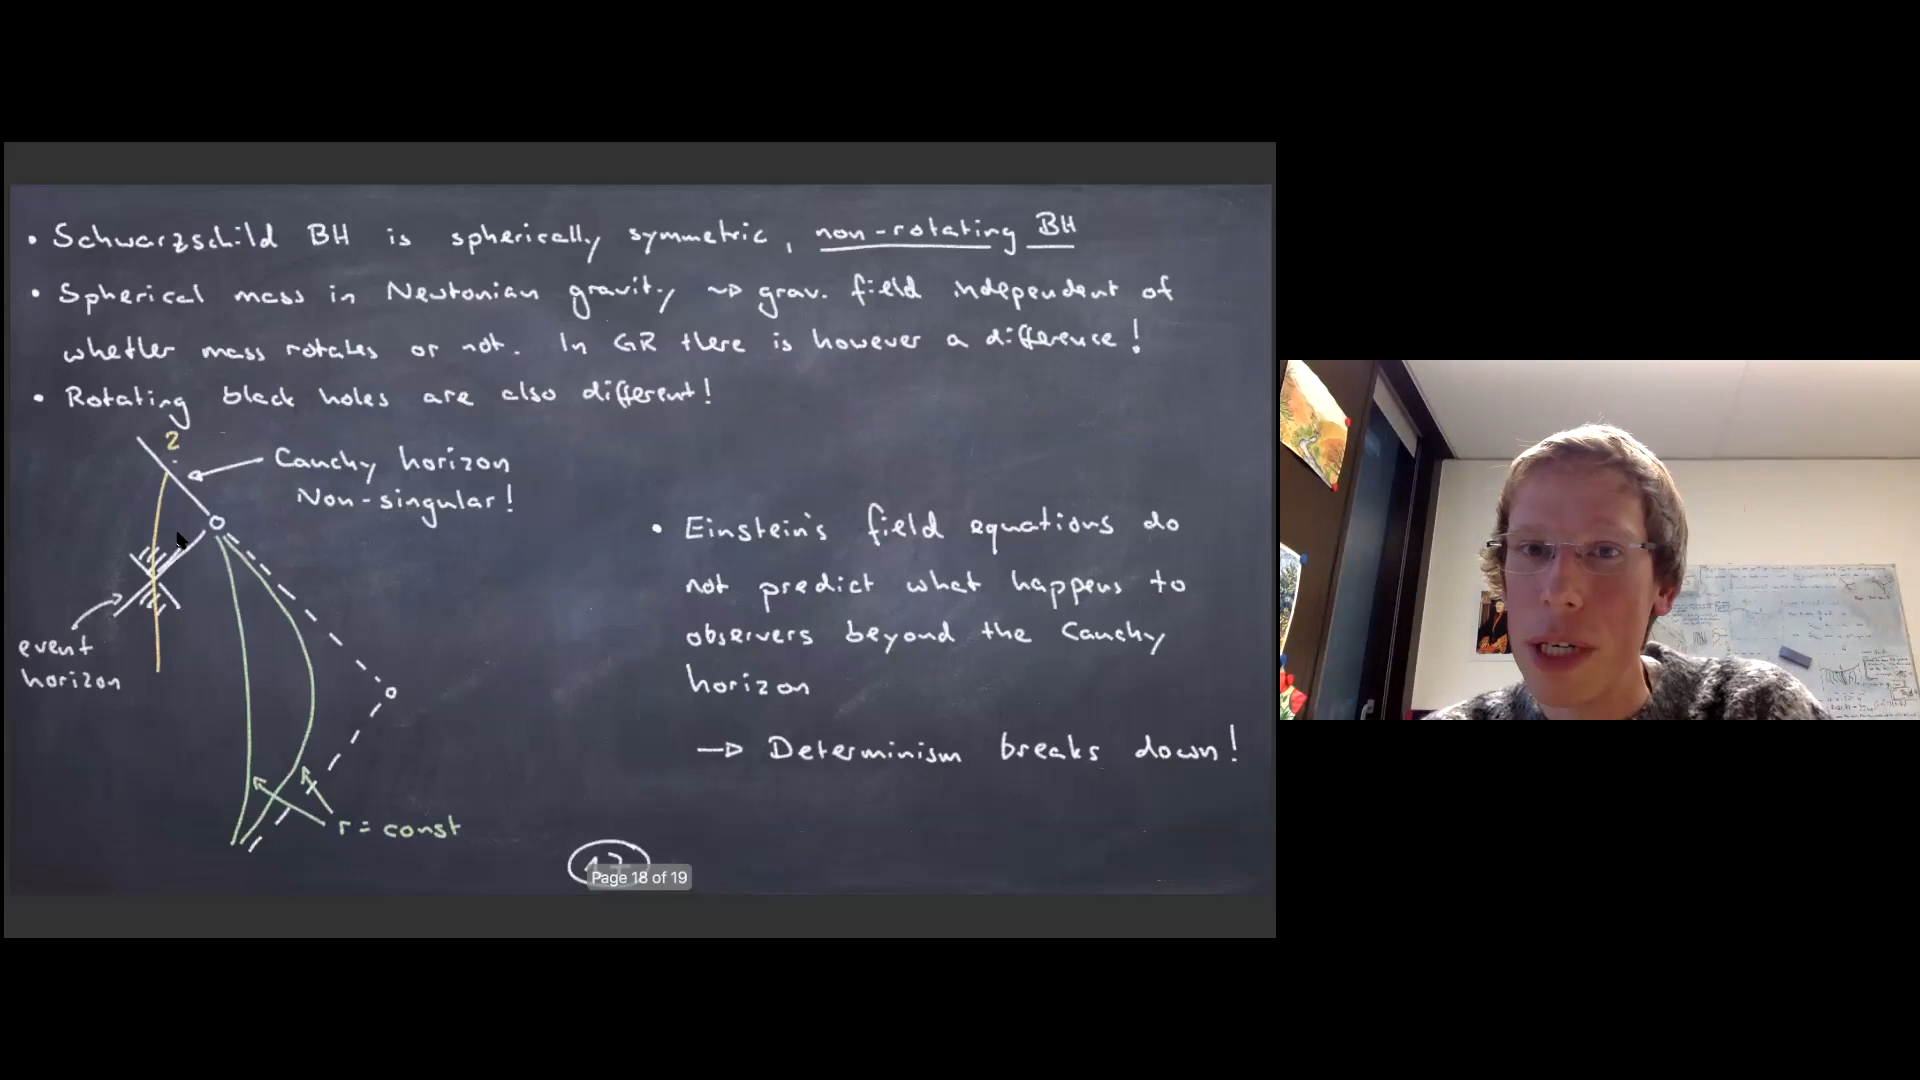 • Schwarzschild BH is spherically symmetric, non-rotating BH
• Spherical mass in Newtonian gravity ⇝ grav. field independent of
whether mass rotates or not. In GR there is however a difference!
• Rotating black holes are also different!
?
Cauchy horizon
Non-singular!
event
horizon
r = const
• Einstein's field equations do
not predict what happens to
observers beyond the Cauchy
horizon
→ Determinism breaks down!
17
Page 18 of 19